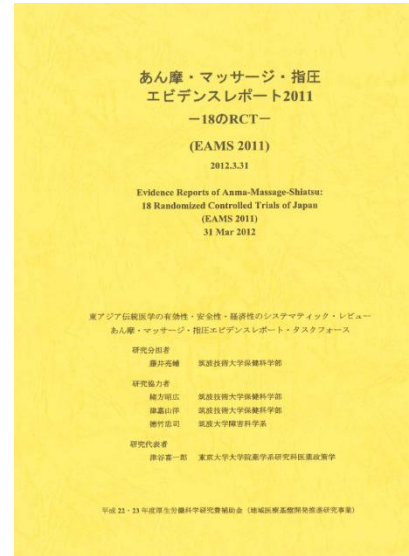 あん摩・マッサージ・指圧
エビデンスレポート2011
－18のRCT－
(EAMS 2011)
2012.3.31
Evidence Reports of Anma-Massage-Shiatsu:
18 Randomized Controlled Trials of Japan
(EAMS 2011)
31 Mar 2012
東アジア伝統医学の有効性・安全性・経済性のシステマティック・レビュー
あん摩・マッサージ・指圧エビデンスレポート・タスクフォース
研究分担者
藤井亮輔 筑波技術大学保健科学部
研究協力者
緒方昭広 筑波技術大学保健科学部
津嘉山洋 筑波技術大学保健科学部
徳竹忠司 筑波大学障害科学系
研究代表者
津谷喜一郎 東京大学大学院薬学系研究科医薬政策学
平成 22・23 年度厚生労働科学研究費補助金（地域医療基盤開発推進研究事業）